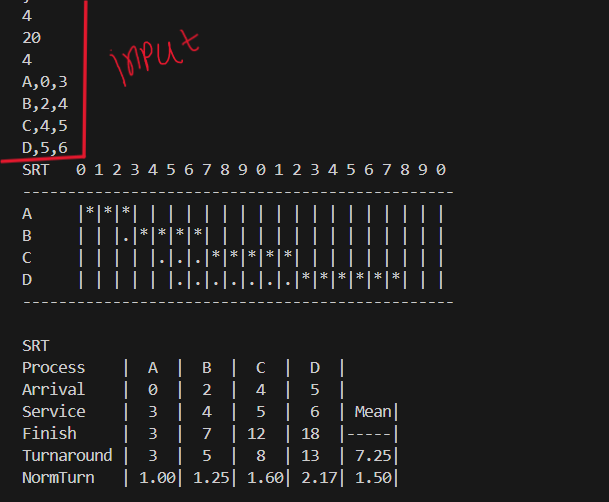 4
20
4
A,0,3
B,2,4
C,4,5
D,5,6
input
SRT   0 1 2 3 4 5 6 7 8 9 0 1 2 3 4 5 6 7 8 9 0
------------------------------------------------
A     |*|*|*| | | | | | | | | | | | | | | | | |
B     | | |.|*|*|*|*| | | | | | | | | | | | | |
C     | | | | |.|.|.|*|*|*|*|*| | | | | | | | |
D     | | | | | |.|.|.|.|.|.|.|*|*|*|*|*|*| | |
------------------------------------------------
SRT
Process    |  A  |  B  |  C  |  D  |
Arrival    |  0  |  2  |  4  |  5  |
Service    |  3  |  4  |  5  |  6  | Mean|
Finish     |  3  |  7  | 12  | 18  |-----|
Turnaround |  3  |  5  |  8  | 13  | 7.25|
NormTurn   | 1.00| 1.25| 1.60| 2.17| 1.50|